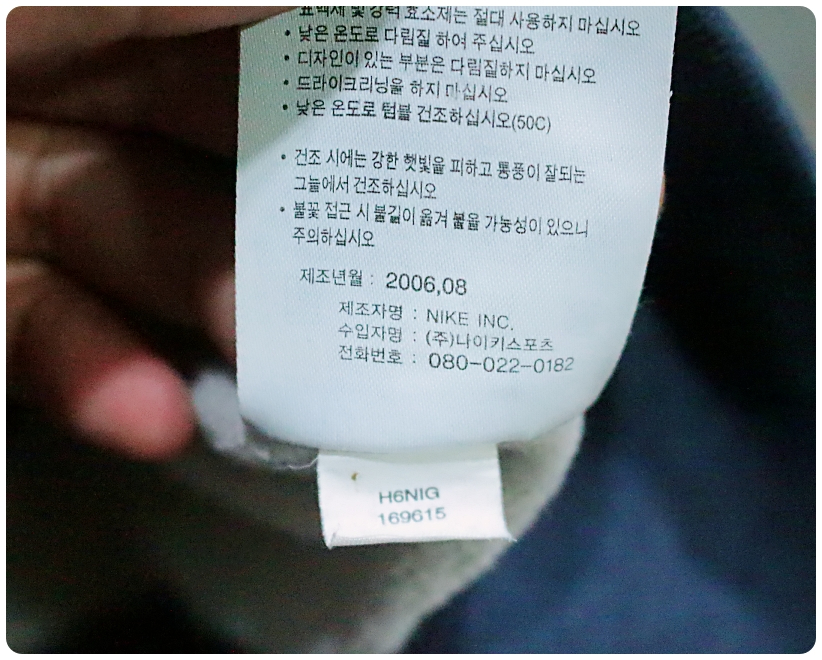 표백제 및 강력 효소제는 절대 사용하지 마십시오
• 낮은 온도로 다림질 하여 주십시오
• 디자인이 있는 부분은 다림질하지 마십시오
• 드라이크리닝을 하지 마십시오
• 낮은 온도로 텀블 건조하십시오(50C)
• 건조 시에는 강한 햇빛을 피하고 통풍이 잘되는
그늘에서 건조하십시오
• 불꽃 접근 시 불길이 옮겨 붙을 가능성이 있으니
주의하십시오
제조년월 : 2006,08
제조자명 : NIKE INC.
수입자명 : (주)나이키스포츠
전화번호 : 080-022-0182
H6NIG
169615